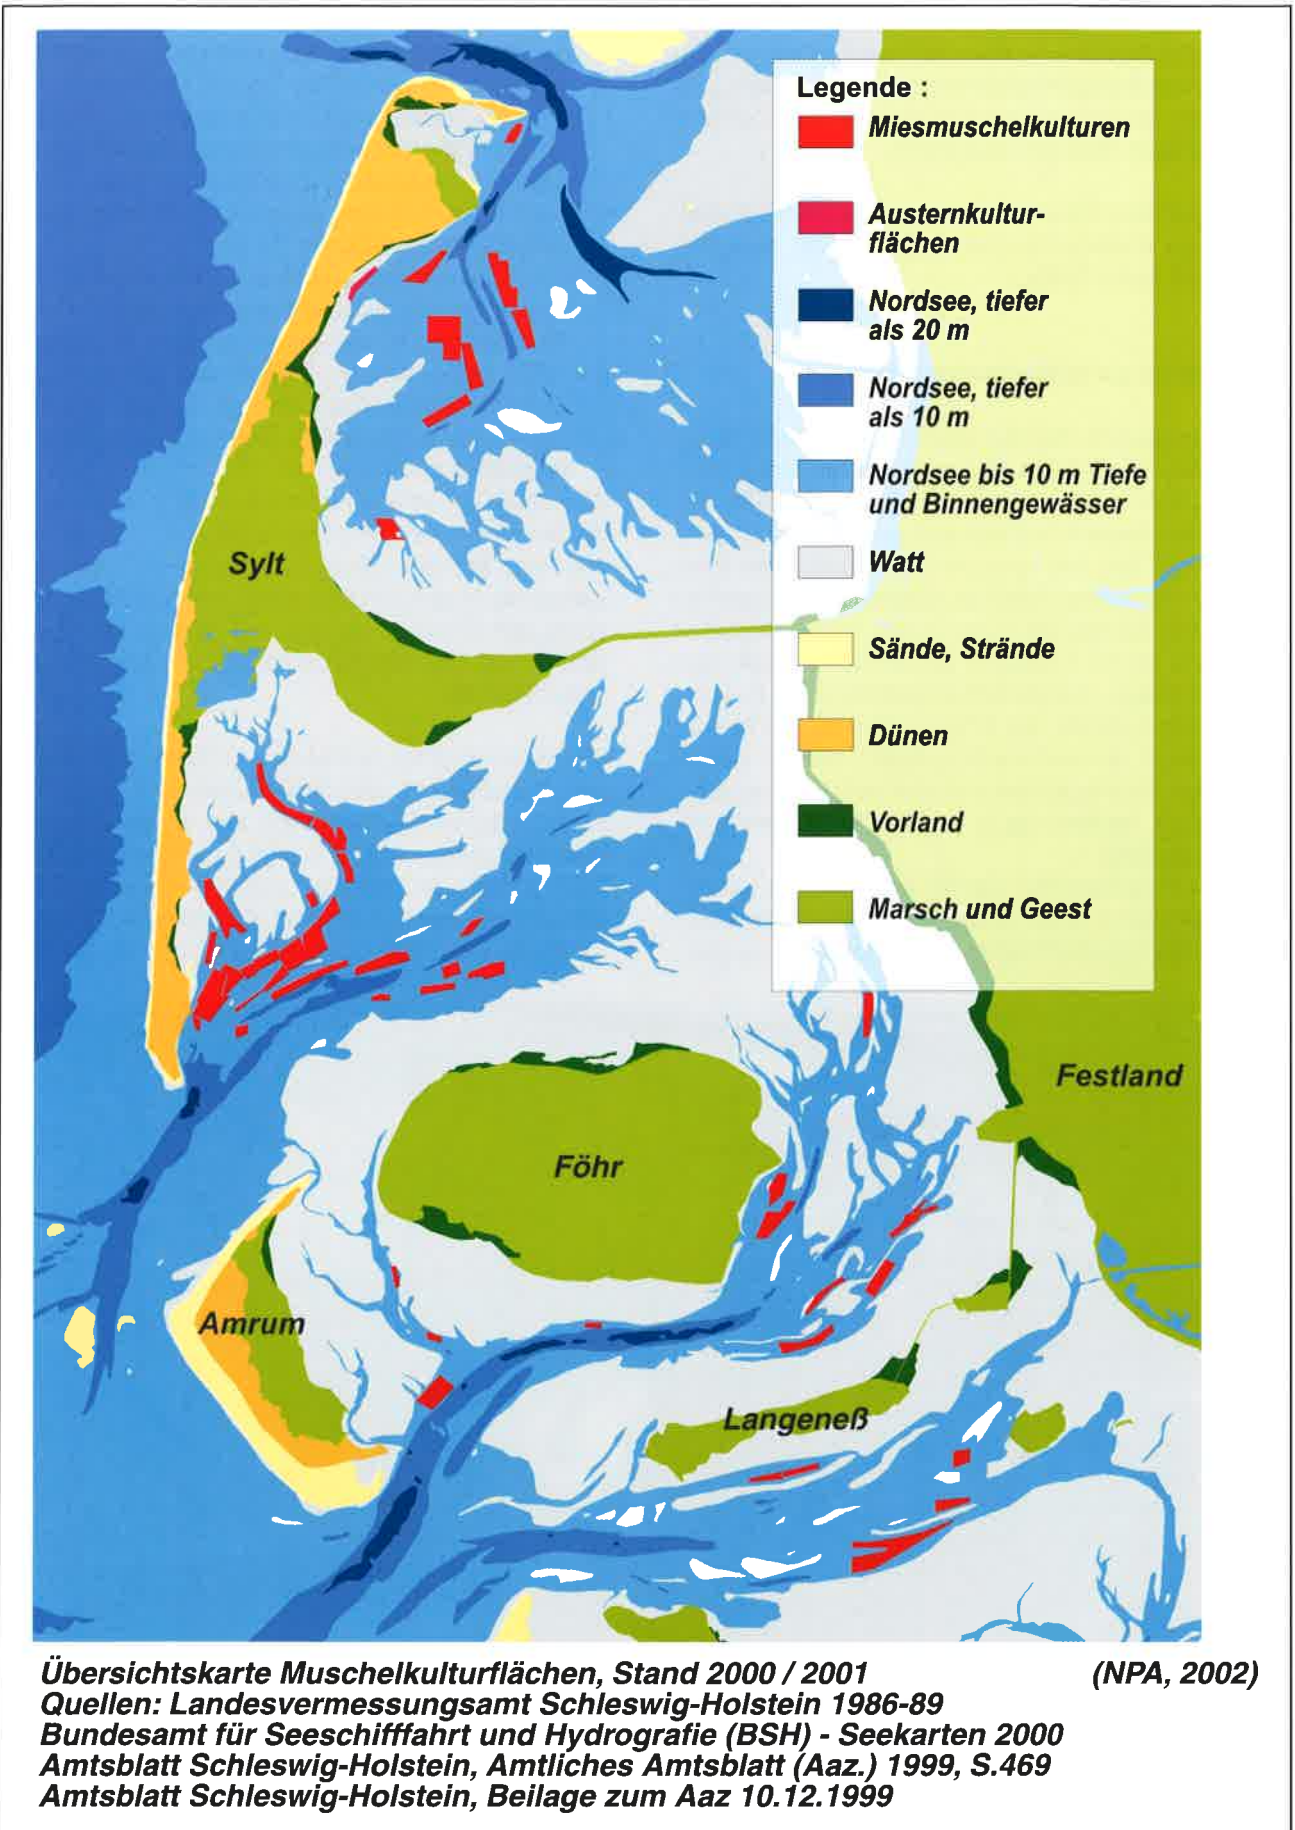 Legende :
Miesmuschelkulturen
Austernkultur-
flächen
Nordsee, tiefer
als 20 m
Nordsee, tiefer
als 10 m
Nordsee bis 10 m Tiefe
und Binnengewässer
Watt
Sände, Strände
Dünen
Vorland
Marsch und Geest
Sylt
Festland
Föhr
Amrum
Langeneß
Übersichtskarte Muschelkulturflächen, Stand 2000 / 2001 (NPA, 2002)
Quellen: Landesvermessungsamt Schleswig-Holstein 1986-89
Bundesamt für Seeschifffahrt und Hydrografie (BSH) - Seekarten 2000
Amtsblatt Schleswig-Holstein, Amtliches Amtsblatt (Aaz.) 1999, S.469
Amtsblatt Schleswig-Holstein, Beilage zum Aaz 10.12.1999